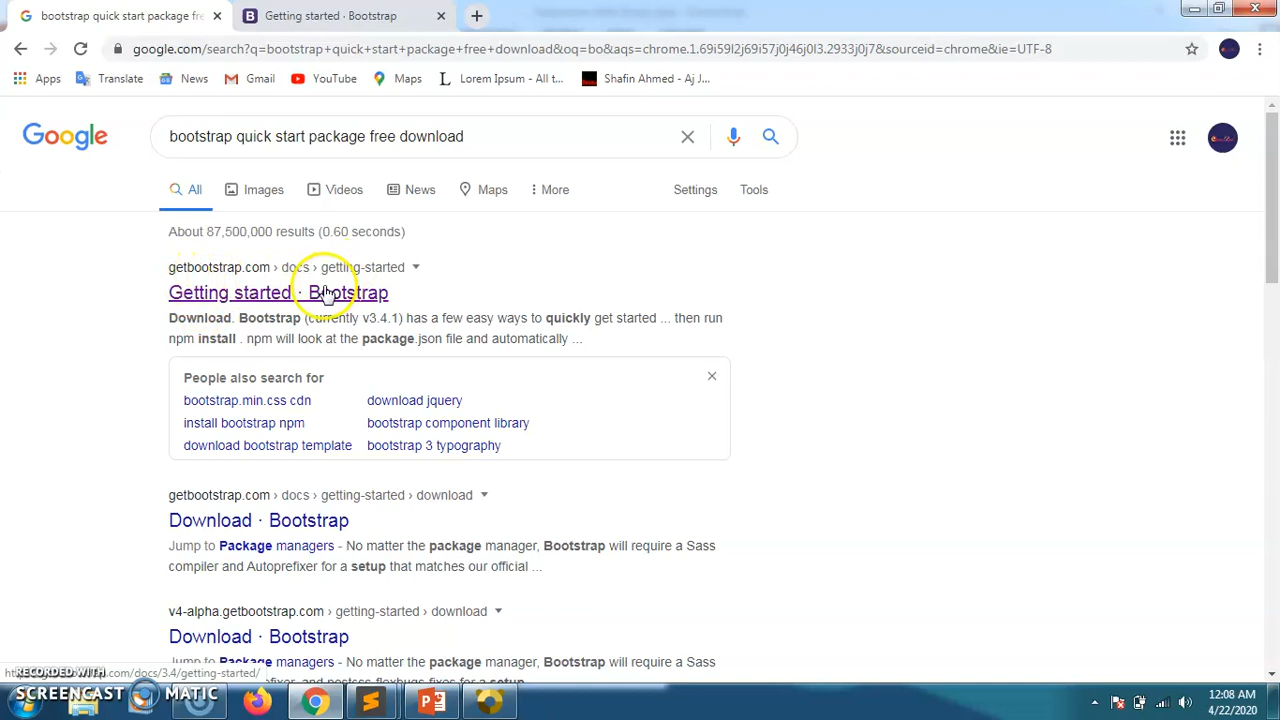 bootstrap quick start package fre
Getting started · Bootstrap
google.com/search?q=bootstrap+quick+start+package+free+download&oq=bo&aqs=chrome.1.69i59l2j9i57j0j46j0l3.2933j0j7&sourceid=chrome&ie=UTF-8
Apps Translate News Gmail YouTube Maps Lorem Ipsum - All t... Shafin Ahmed - Aj J...
Google
bootstrap quick start package free download
All Images Videos News Maps More Settings Tools
About 87,500,000 results (0.60 seconds)
getbootstrap.com › docs › getting-started
Getting started · Bootstrap
Download. Bootstrap (currently v3.4.1) has a few easy ways to quickly get started ... then run
npm install . npm will look at the package.json file and automatically ...
People also search for
bootstrap.min.css cdn download jquery
install bootstrap npm bootstrap component library
download bootstrap template bootstrap 3 typography
getbootstrap.com › docs › getting-started › download
Download · Bootstrap
Jump to Package managers - No matter the package manager, Bootstrap will require a Sass
compiler and Autoprefixer for a setup that matches our official ...
v4-alpha.getbootstrap.com › getting-started › download
Download · Bootstrap
Jump to Package managers - No matter the package manager, Bootstrap will require a Sass
.com/docs/3.4/getting-started/
RECORDED WITH
SCREENCAST MATIC
12:08 AM
4/22/2020